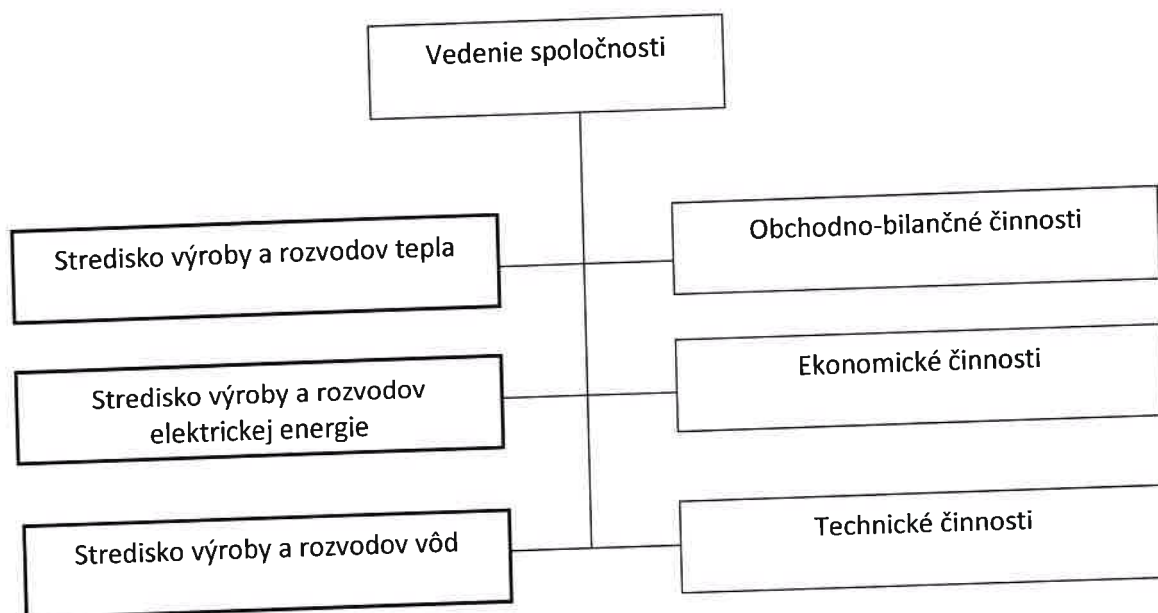 Vedenie spoločnosti
Stredisko výroby a rozvodov tepla
Obchodno-bilančné činnosti
Stredisko výroby a rozvodov
elektrickej energie
Ekonomické činnosti
Stredisko výroby a rozvodov vôd
Technické činnosti